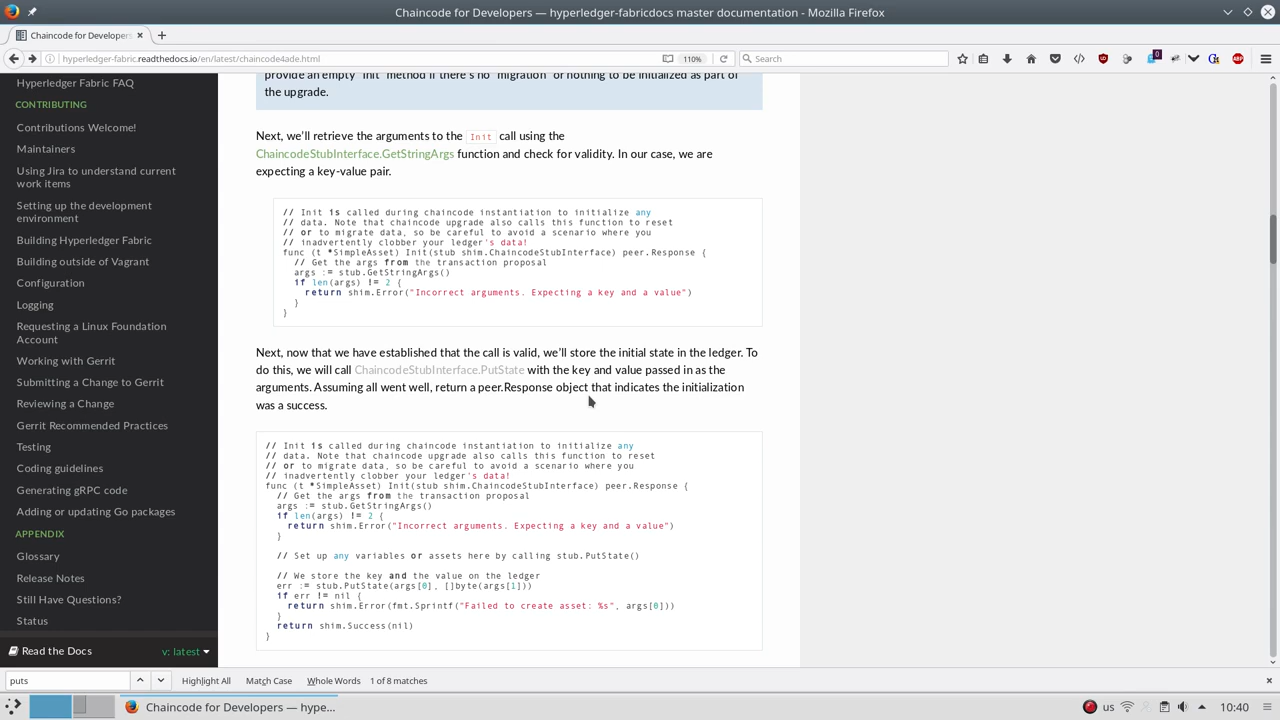 Chaincode for Developers — hyperledger-fabricdocs master documentation - Mozilla Firefox
Chaincode for Developers — ×
hyperledger-fabric.readthedocs.io/en/latest/chaincode4ade.html
110%
Search
0
ABP
Hyperledger Fabric FAQ
CONTRIBUTING
Contributions Welcome!
Maintainers
Using Jira to understand current
work items
Setting up the development
environment
Building Hyperledger Fabric
Building outside of Vagrant
Configuration
Logging
Requesting a Linux Foundation
Account
Working with Gerrit
Submitting a Change to Gerrit
Reviewing a Change
Gerrit Recommended Practices
Testing
Coding guidelines
Generating gRPC code
Adding or updating Go packages
APPENDIX
Glossary
Release Notes
Still Have Questions?
Status
Read the Docs
v: latest
provide an empty "Init" method if there's no "migration" or nothing to be initialized as part of
the upgrade.
Next, we'll retrieve the arguments to the Init call using the
ChaincodeStubInterface.GetStringArgs function and check for validity. In our case, we are
expecting a key-value pair.
// Init is called during chaincode instantiation to initialize any
// data. Note that chaincode upgrade also calls this function to reset
// or to migrate data, so be careful to avoid a scenario where you
// inadvertently clobber your ledger's data!
func (t *SimpleAsset) Init(stub shim.ChaincodeStubInterface) peer.Response {
// Get the args from the transaction proposal
args := stub.GetStringArgs()
if len(args) != 2 {
return shim.Error("Incorrect arguments. Expecting a key and a value")
}
}
Next, now that we have established that the call is valid, we'll store the initial state in the ledger. To
do this, we will call ChaincodeStubInterface.PutState with the key and value passed in as the
arguments. Assuming all went well, return a peer.Response object that indicates the initialization
was a success.
// Init is called during chaincode instantiation to initialize any
// data. Note that chaincode upgrade also calls this function to reset
// or to migrate data, so be careful to avoid a scenario where you
// inadvertently clobber your ledger's data!
func (t *SimpleAsset) Init(stub shim.ChaincodeStubInterface) peer.Response {
// Get the args from the transaction proposal
args := stub.GetStringArgs()
if len(args) != 2 {
return shim.Error("Incorrect arguments. Expecting a key and a value")
}
// Set up any variables or assets here by calling stub.PutState()
// We store the key and the value on the ledger
err := stub.PutState(args[0], []byte(args[1]))
if err != nil {
return shim.Error(fmt.Sprintf("Failed to create asset: %s", args[0]))
}
return shim.Success(nil)
}
puts
Highlight All
Match Case
Whole Words
1 of 8 matches
Chaincode for Developers — hype...
us
10:40